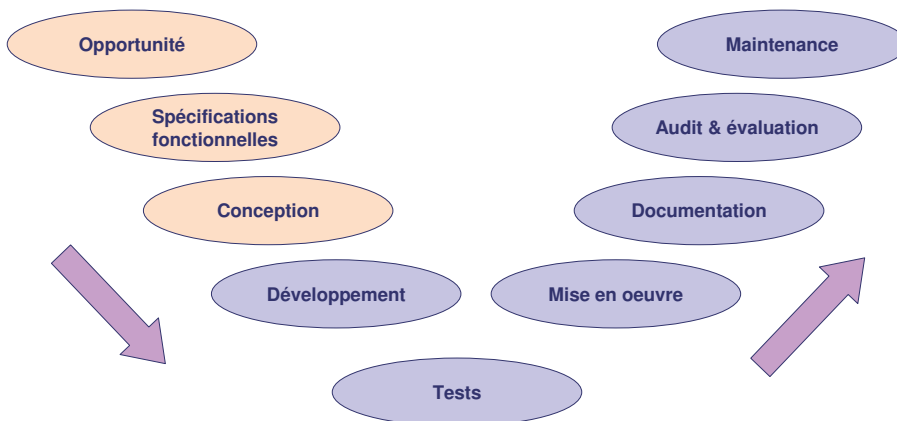 Opportunité
Maintenance
Spécifications
fonctionnelles
Audit & évaluation
Conception
Documentation
Développement
Mise en oeuvre
Tests